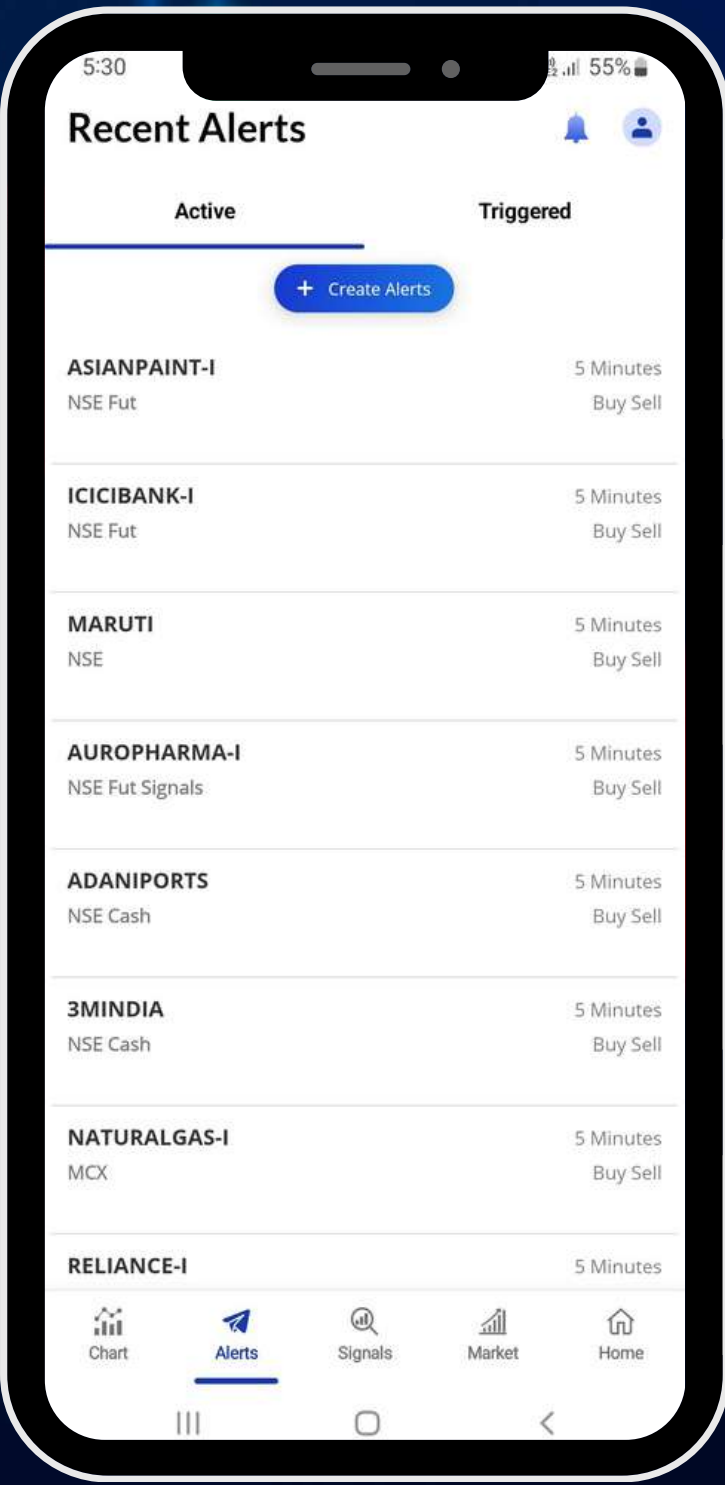 5:30 55%
Recent Alerts
Active Triggered
+ Create Alerts
ASIANPAINT-I 5 Minutes
NSE Fut Buy Sell
ICICIBANK-I 5 Minutes
NSE Fut Buy Sell
MARUTI 5 Minutes
NSE Buy Sell
AUROPHARMA-I 5 Minutes
NSE Fut Signals Buy Sell
ADANIPORTS 5 Minutes
NSE Cash Buy Sell
3MINDIA 5 Minutes
NSE Cash Buy Sell
NATURALGAS-I 5 Minutes
MCX Buy Sell
RELIANCE-I 5 Minutes
Chart Alerts Signals Market Home